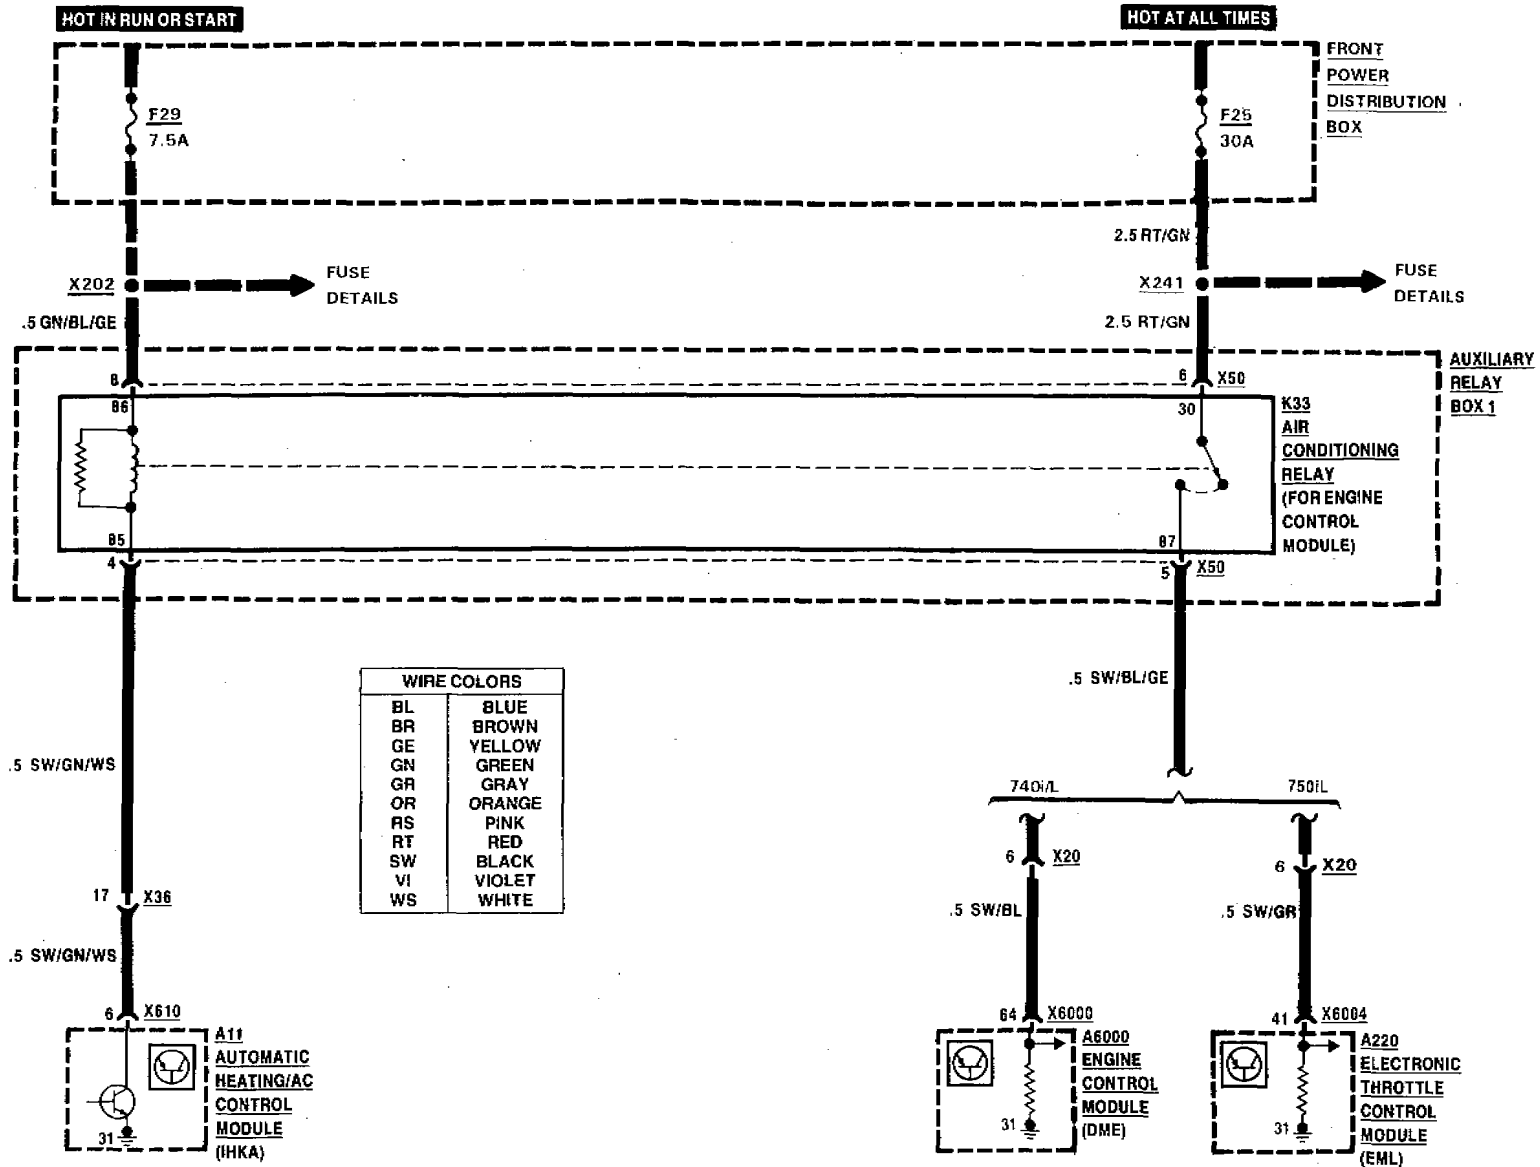 HOT IN RUN OR START
HOT AT ALL TIMES
FRONT
POWER
DISTRIBUTION
BOX
F29
7.5A
F25
30A
2.5 RT/GN
X202
FUSE
DETAILS
X241
FUSE
DETAILS
.5 GN/BL/GE
2.5 RT/GN
AUXILIARY
RELAY
BOX 1
8
6
X50
86
30
K33
AIR
CONDITIONING
RELAY
(FOR ENGINE
CONTROL
MODULE)
85
87
4
5
X50
.5 SW/BL/GE
WIRE COLORS
BL BLUE
BR BROWN
GE YELLOW
GN GREEN
GR GRAY
OR ORANGE
RS PINK
RT RED
SW BLACK
VI VIOLET
WS WHITE
.5 SW/GN/WS
740i/L
750iL
6
X20
6
X20
17
X36
.5 SW/BL
.5 SW/GR
.5 SW/GN/WS
6
X610
64
X6000
41
X6004
A11
AUTOMATIC
HEATING/AC
CONTROL
MODULE
(IHKA)
31
A6000
ENGINE
CONTROL
MODULE
(DME)
31
A220
ELECTRONIC
THROTTLE
CONTROL
MODULE
(EML)
31